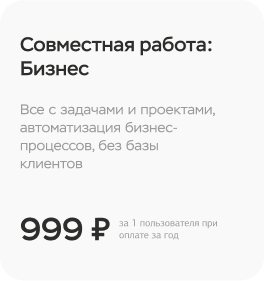 Совместная работа:
Бизнес
Все с задачами и проектами,
автоматизация бизнес-
процессов, без базы
клиентов
999 ₽
за 1 пользователя при
оплате за год